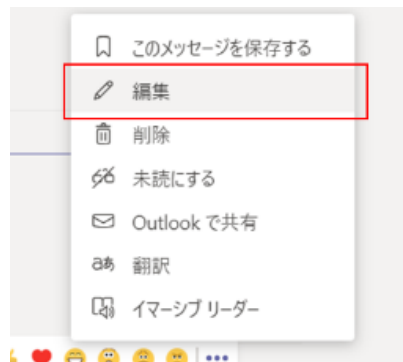 このメッセージを保存する
編集
削除
未読にする
Outlook で共有
翻訳
イマーシブ リーダー